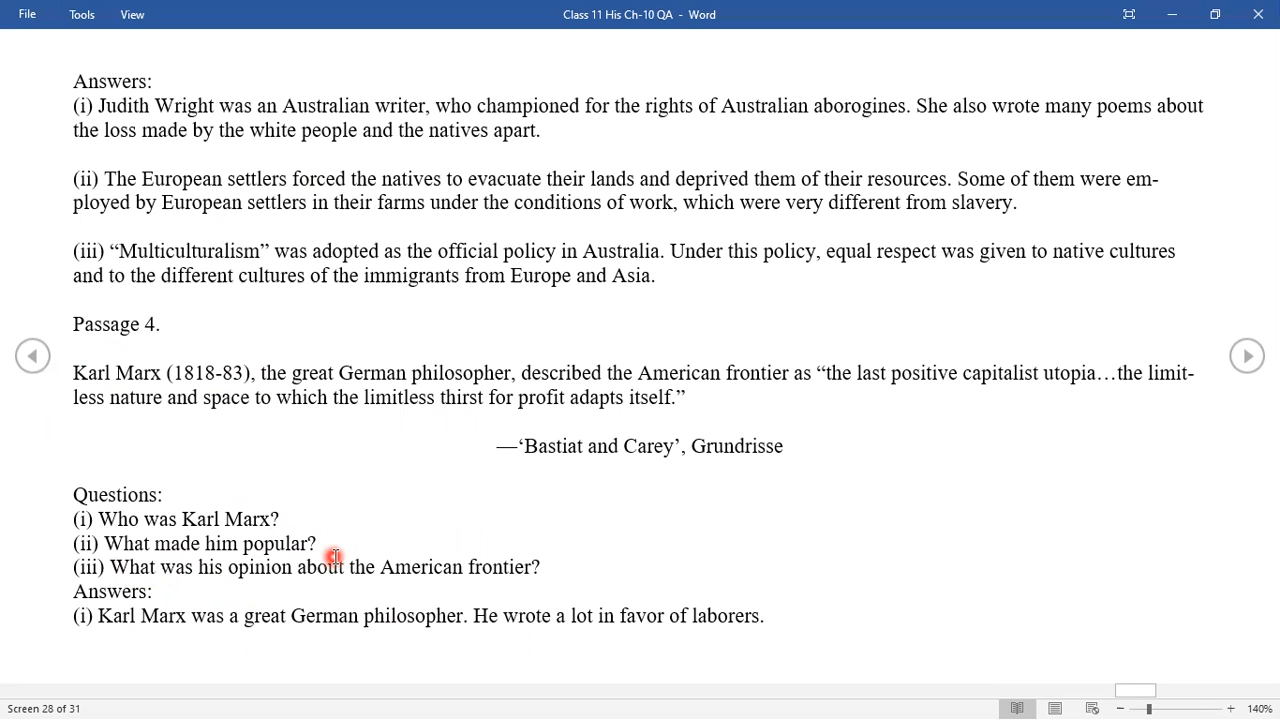 File Tools View Class 11 His Ch-10 QA - Word
Answers:
(i) Judith Wright was an Australian writer, who championed for the rights of Australian aborogines. She also wrote many poems about
the loss made by the white people and the natives apart.
(ii) The European settlers forced the natives to evacuate their lands and deprived them of their resources. Some of them were em-
ployed by European settlers in their farms under the conditions of work, which were very different from slavery.
(iii) “Multiculturalism” was adopted as the official policy in Australia. Under this policy, equal respect was given to native cultures
and to the different cultures of the immigrants from Europe and Asia.
Passage 4.
Karl Marx (1818-83), the great German philosopher, described the American frontier as “the last positive capitalist utopia…the limit-
less nature and space to which the limitless thirst for profit adapts itself.”
—‘Bastiat and Carey’, Grundrisse
Questions:
(i) Who was Karl Marx?
(ii) What made him popular?
(iii) What was his opinion about the American frontier?
Answers:
(i) Karl Marx was a great German philosopher. He wrote a lot in favor of laborers.
Screen 28 of 31 140%